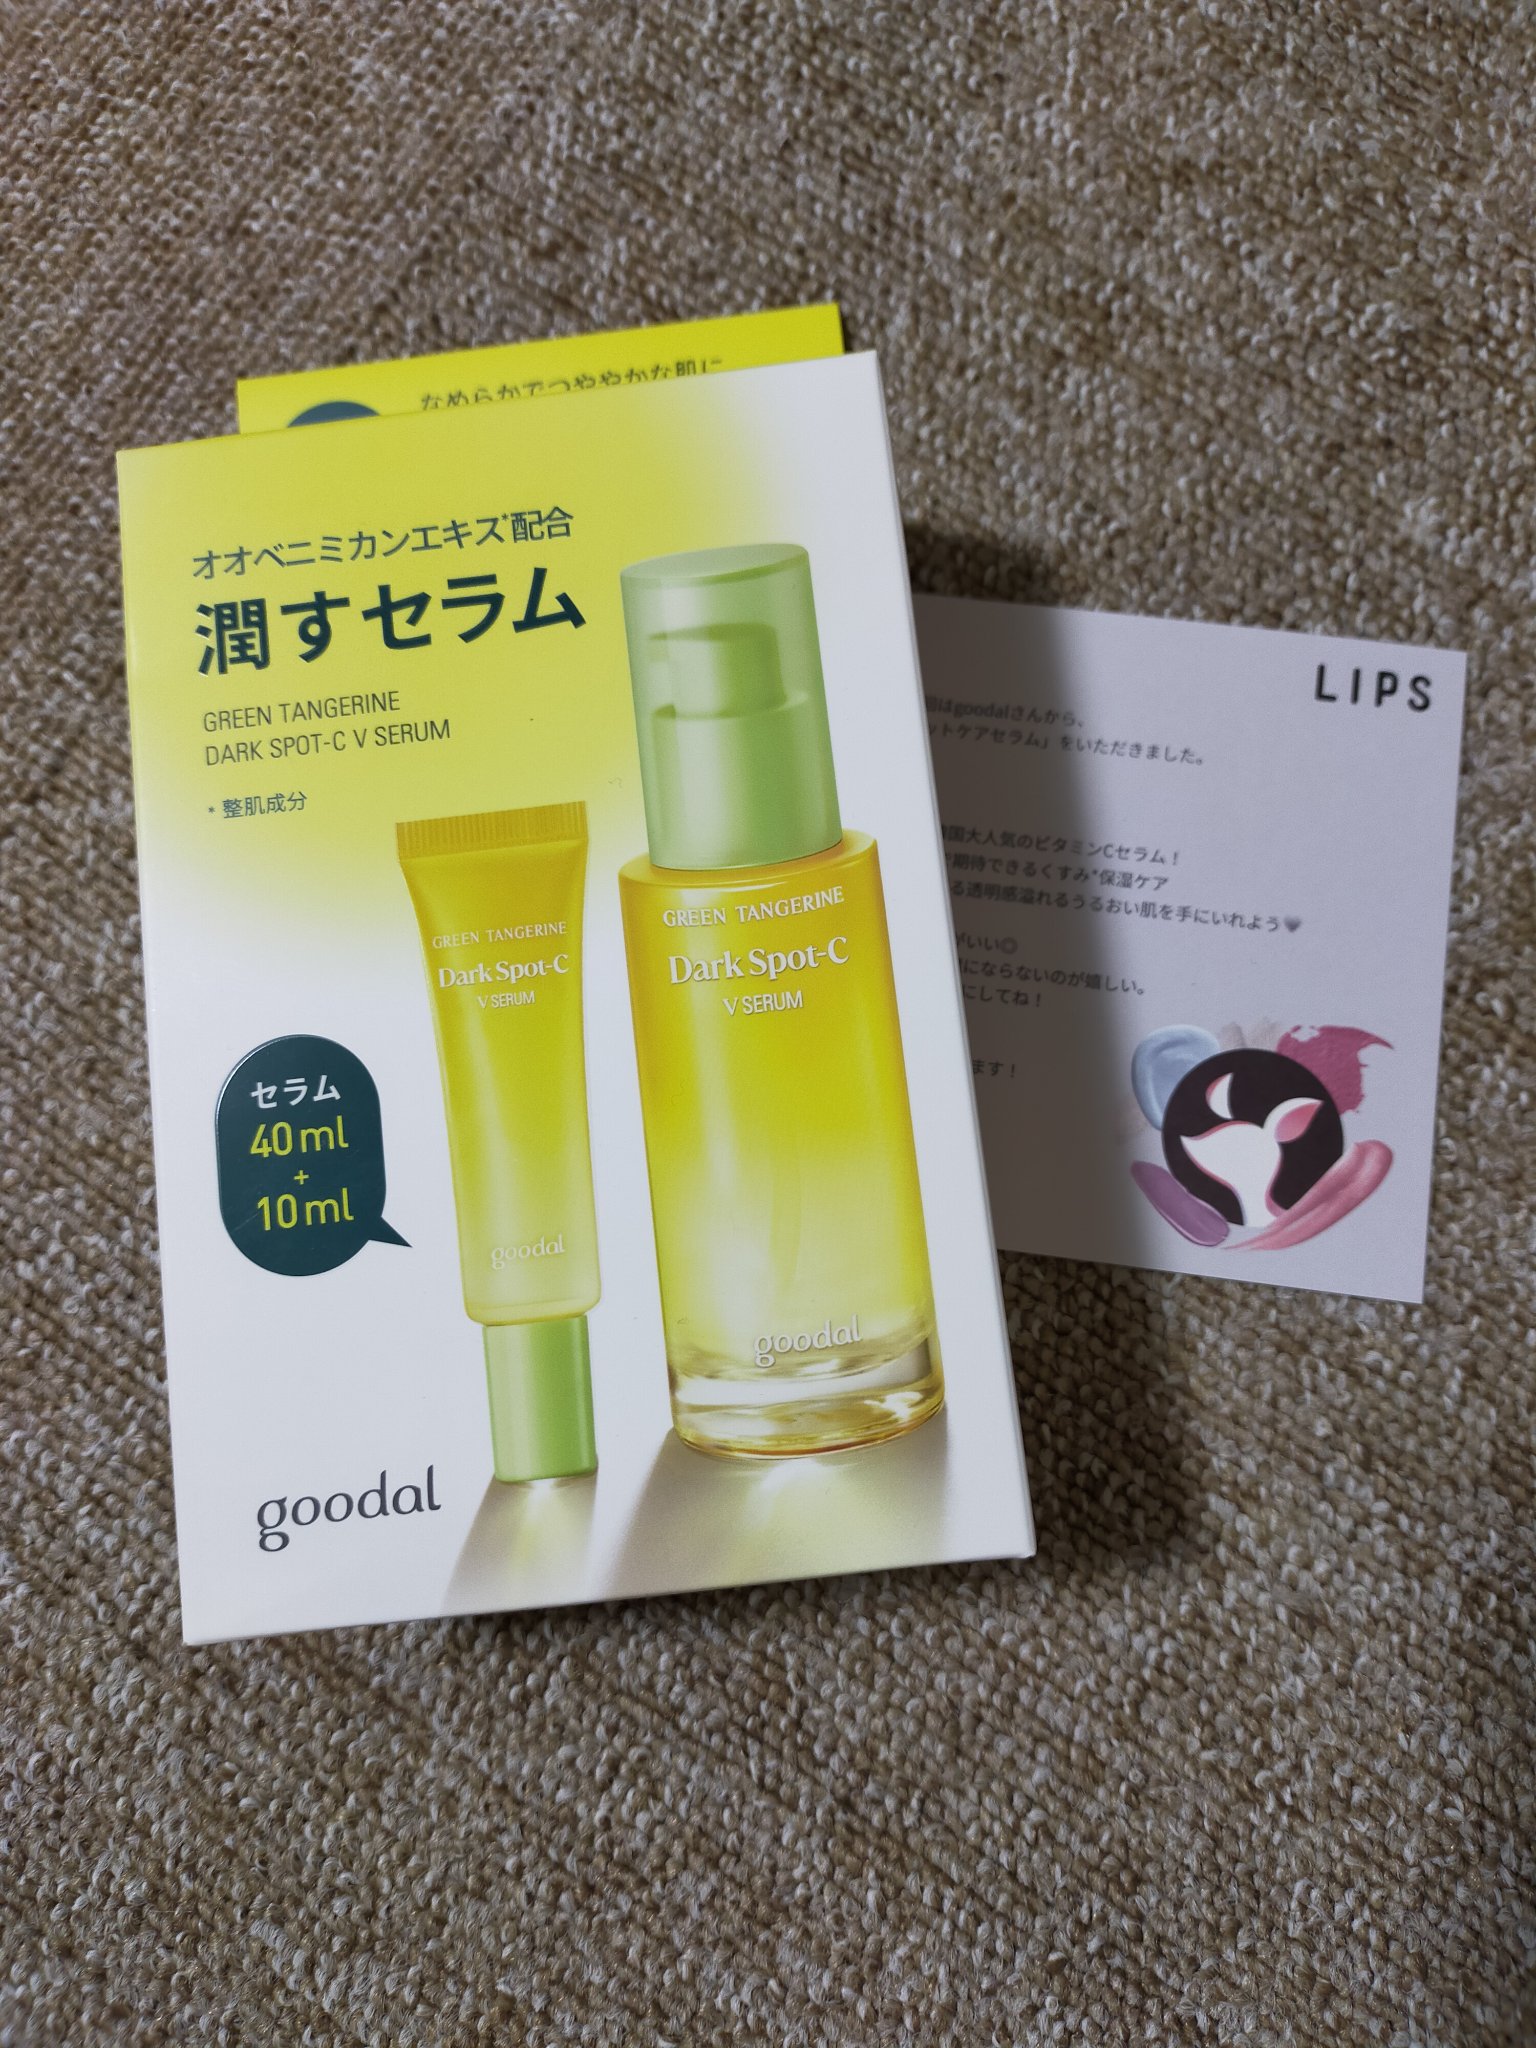 なめらかでつややかな肌に
オオベニミカンエキス*配合
潤すセラム
GREEN TANGERINE
DARK SPOT-C V SERUM
* 整肌成分
GREEN TANGERINE
Dark Spot-C
V SERUM
goodal
GREEN TANGERINE
Dark Spot-C
V SERUM
goodal
セラム
40ml
+
10ml
goodal
LIPS
はgoodalさんから、
ットケアセラム」をいただきました。
国大人気のビタミンCセラム！
期待できるくすみ*保湿ケア
る透明感溢れるうるおい肌を手にいれよう
がいい◎
にならないのが嬉しい。
にしてね！
ます！